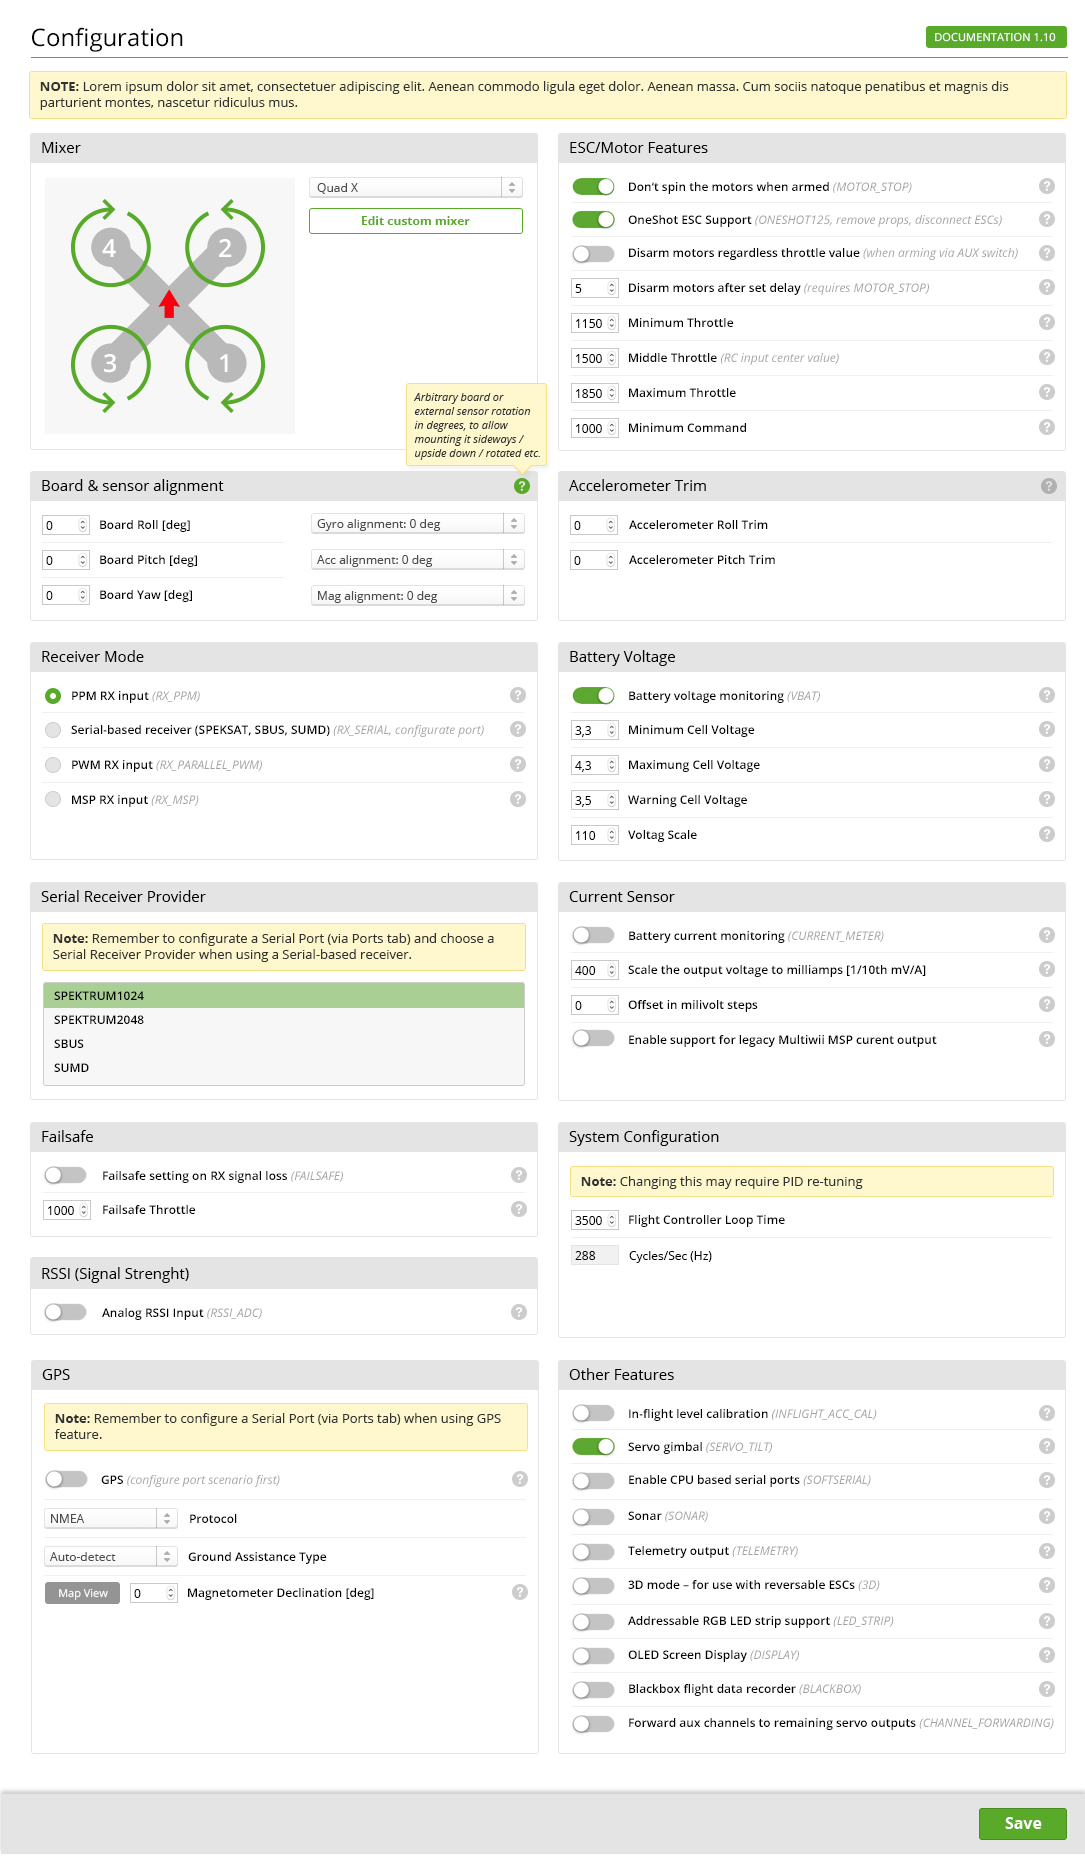 Configuration
DOCUMENTATION 1.10
NOTE: Lorem ipsum dolor sit amet, consectetuer adipiscing elit. Aenean commodo ligula eget dolor. Aenean massa. Cum sociis natoque penatibus et magnis dis
parturient montes, nascetur ridiculus mus.
Mixer
4
2
3
1
Quad X
Edit custom mixer
ESC/Motor Features
Don't spin the motors when armed (MOTOR_STOP)
?
OneShot ESC Support (ONESHOT125, remove props, disconnect ESCs)
?
Disarm motors regardless throttle value (when arming via AUX switch)
?
5 Disarm motors after set delay (requires MOTOR_STOP)
?
1150 Minimum Throttle
?
1500 Middle Throttle (RC input center value)
?
1850 Maximum Throttle
?
1000 Minimum Command
?
Arbitrary board or
external sensor rotation
in degrees, to allow
mounting it sideways /
upside down / rotated etc.
Board & sensor alignment
?
0 Board Roll [deg]
Gyro alignment: 0 deg
0 Board Pitch [deg]
Acc alignment: 0 deg
0 Board Yaw [deg]
Mag alignment: 0 deg
Accelerometer Trim
?
0 Accelerometer Roll Trim
0 Accelerometer Pitch Trim
Receiver Mode
PPM RX input (RX_PPM)
?
Serial-based receiver (SPEKSAT, SBUS, SUMD) (RX_SERIAL, configurate port)
?
PWM RX input (RX_PARALLEL_PWM)
?
MSP RX input (RX_MSP)
?
Battery Voltage
Battery voltage monitoring (VBAT)
?
3,3 Minimum Cell Voltage
?
4,3 Maximung Cell Voltage
?
3,5 Warning Cell Voltage
?
110 Voltag Scale
?
Serial Receiver Provider
Note: Remember to configurate a Serial Port (via Ports tab) and choose a
Serial Receiver Provider when using a Serial-based receiver.
SPEKTRUM1024
SPEKTRUM2048
SBUS
SUMD
Current Sensor
Battery current monitoring (CURRENT_METER)
?
400 Scale the output voltage to milliamps [1/10th mV/A]
?
0 Offset in milivolt steps
?
Enable support for legacy Multiwii MSP curent output
?
Failsafe
Failsafe setting on RX signal loss (FAILSAFE)
?
1000 Failsafe Throttle
?
System Configuration
Note: Changing this may require PID re-tuning
3500 Flight Controller Loop Time
288 Cycles/Sec (Hz)
RSSI (Signal Strenght)
Analog RSSI Input (RSSI_ADC)
?
GPS
Note: Remember to configure a Serial Port (via Ports tab) when using GPS
feature.
GPS (configure port scenario first)
?
NMEA Protocol
Auto-detect Ground Assistance Type
Map View 0 Magnetometer Declination [deg]
?
Other Features
In-flight level calibration (INFLIGHT_ACC_CAL)
?
Servo gimbal (SERVO_TILT)
?
Enable CPU based serial ports (SOFTSERIAL)
?
Sonar (SONAR)
?
Telemetry output (TELEMETRY)
?
3D mode – for use with reversable ESCs (3D)
?
Addressable RGB LED strip support (LED_STRIP)
?
OLED Screen Display (DISPLAY)
?
Blackbox flight data recorder (BLACKBOX)
?
Forward aux channels to remaining servo outputs (CHANNEL_FORWARDING)
Save